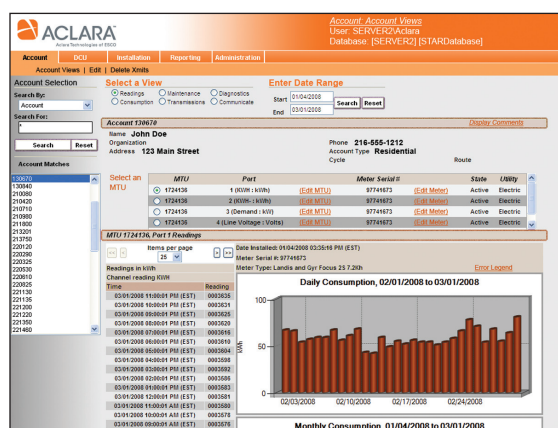 ACLARA
Aclara Technologies of ESCO
Account: Account Views
User: SERVER2\Aclara
Database: [SERVER2] [STARDatabase]
Account DCU Installation Reporting Administration
Account Views | Edit | Delete Xmits
Account Selection
Search By:
Account
Search For:
*
Search Reset
Account Matches
130670
130840
210080
210420
210710
210980
211800
213201
213750
220120
220290
220325
220530
220610
220825
221130
221135
221200
221220
221350
221460
Select a View
Readings Maintenance Diagnostics
Consumption Transmissions Communicate
Enter Date Range
Start 01/04/2008
End 03/01/2008
Search Reset
Account 130670 Display Comments
Name John Doe
Organization Phone 216-555-1212
Address 123 Main Street Account Type Residential
Cycle Route
Select an MTU
MTU Port Meter Serial # State Utility
1724136 1 (KWH : kWh) (Edit MTU) 97741673 (Edit Meter) Active Electric
1724136 2 (KWH- : kWh) (Edit MTU) 97741673 (Edit Meter) Active Electric
1724136 3 (Demand : kW) (Edit MTU) 97741673 (Edit Meter) Active Electric
1724136 4 (Line Voltage : Volts) (Edit MTU) 97741673 (Edit Meter) Active Electric
MTU 1724136, Port 1 Readings
Items per page
25
Date Installed: 01/04/2008 03:35:16 PM (EST)
Meter Serial #: 97741673
Meter Type: Landis and Gyr Focus 2S 7.2Kh Error Legend
Readings in kWh
Channel reading KWH
Time Reading
03/01/2008 11:00:01 PM (EST) 0003635
03/01/2008 10:00:01 PM (EST) 0003631
03/01/2008 09:00:01 PM (EST) 0003625
03/01/2008 08:00:01 PM (EST) 0003620
03/01/2008 07:00:01 PM (EST) 0003615
03/01/2008 06:00:01 PM (EST) 0003610
03/01/2008 05:00:01 PM (EST) 0003604
03/01/2008 04:00:01 PM (EST) 0003598
03/01/2008 03:00:01 PM (EST) 0003592
03/01/2008 02:00:01 PM (EST) 0003588
03/01/2008 01:00:01 PM (EST) 0003583
03/01/2008 12:00:01 PM (EST) 0003581
03/01/2008 11:00:01 AM (EST) 0003580
03/01/2008 10:00:01 AM (EST) 0003578
03/01/2008 09:00:01 AM (EST) 0003576
Daily Consumption, 02/01/2008 to 03/01/2008
kWh
100
50
0
02/03/2008 02/10/2008 02/17/2008 02/24/2008
Monthly Consumption, 01/04/2008 to 03/01/2008